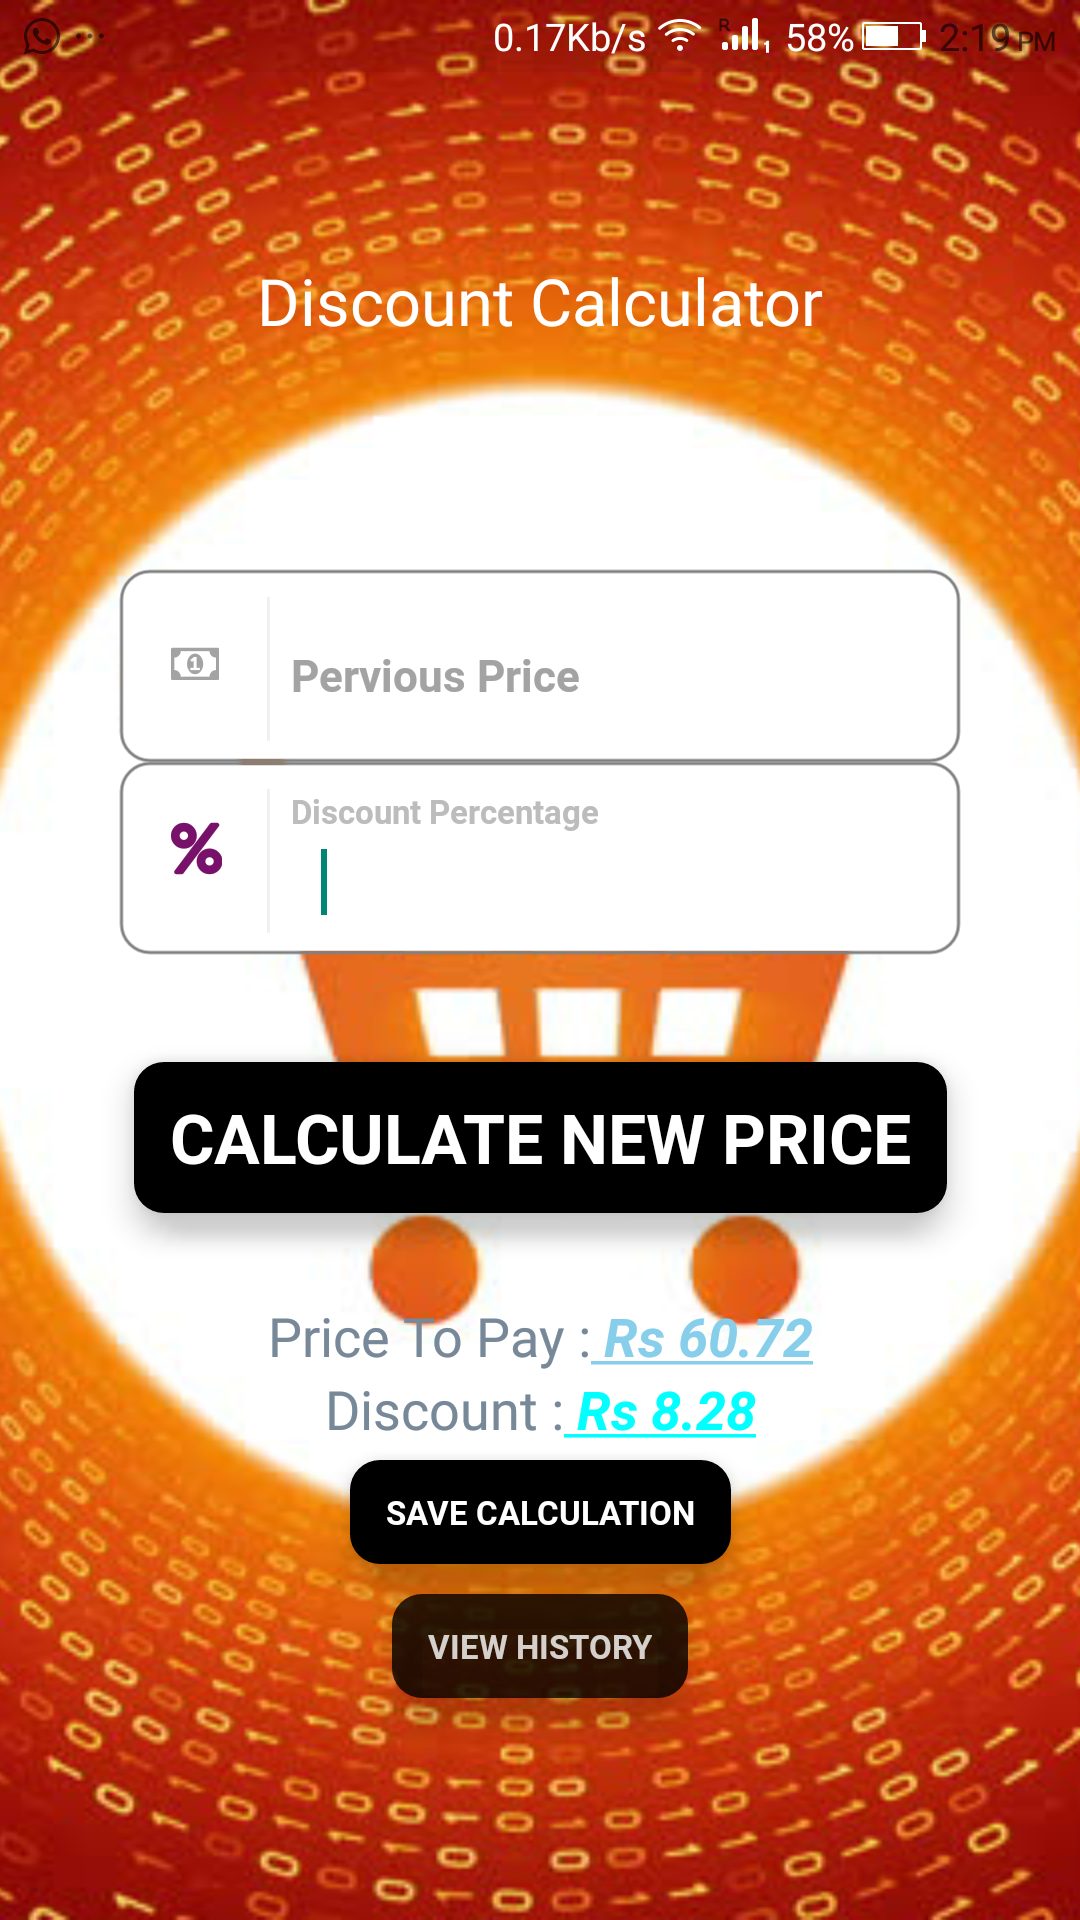 0.17Kb/s R 1 58% 2:19 PM
Discount Calculator
Pervious Price
% Discount Percentage
CALCULATE NEW PRICE
Price To Pay : Rs 60.72
Discount : Rs 8.28
SAVE CALCULATION
VIEW HISTORY